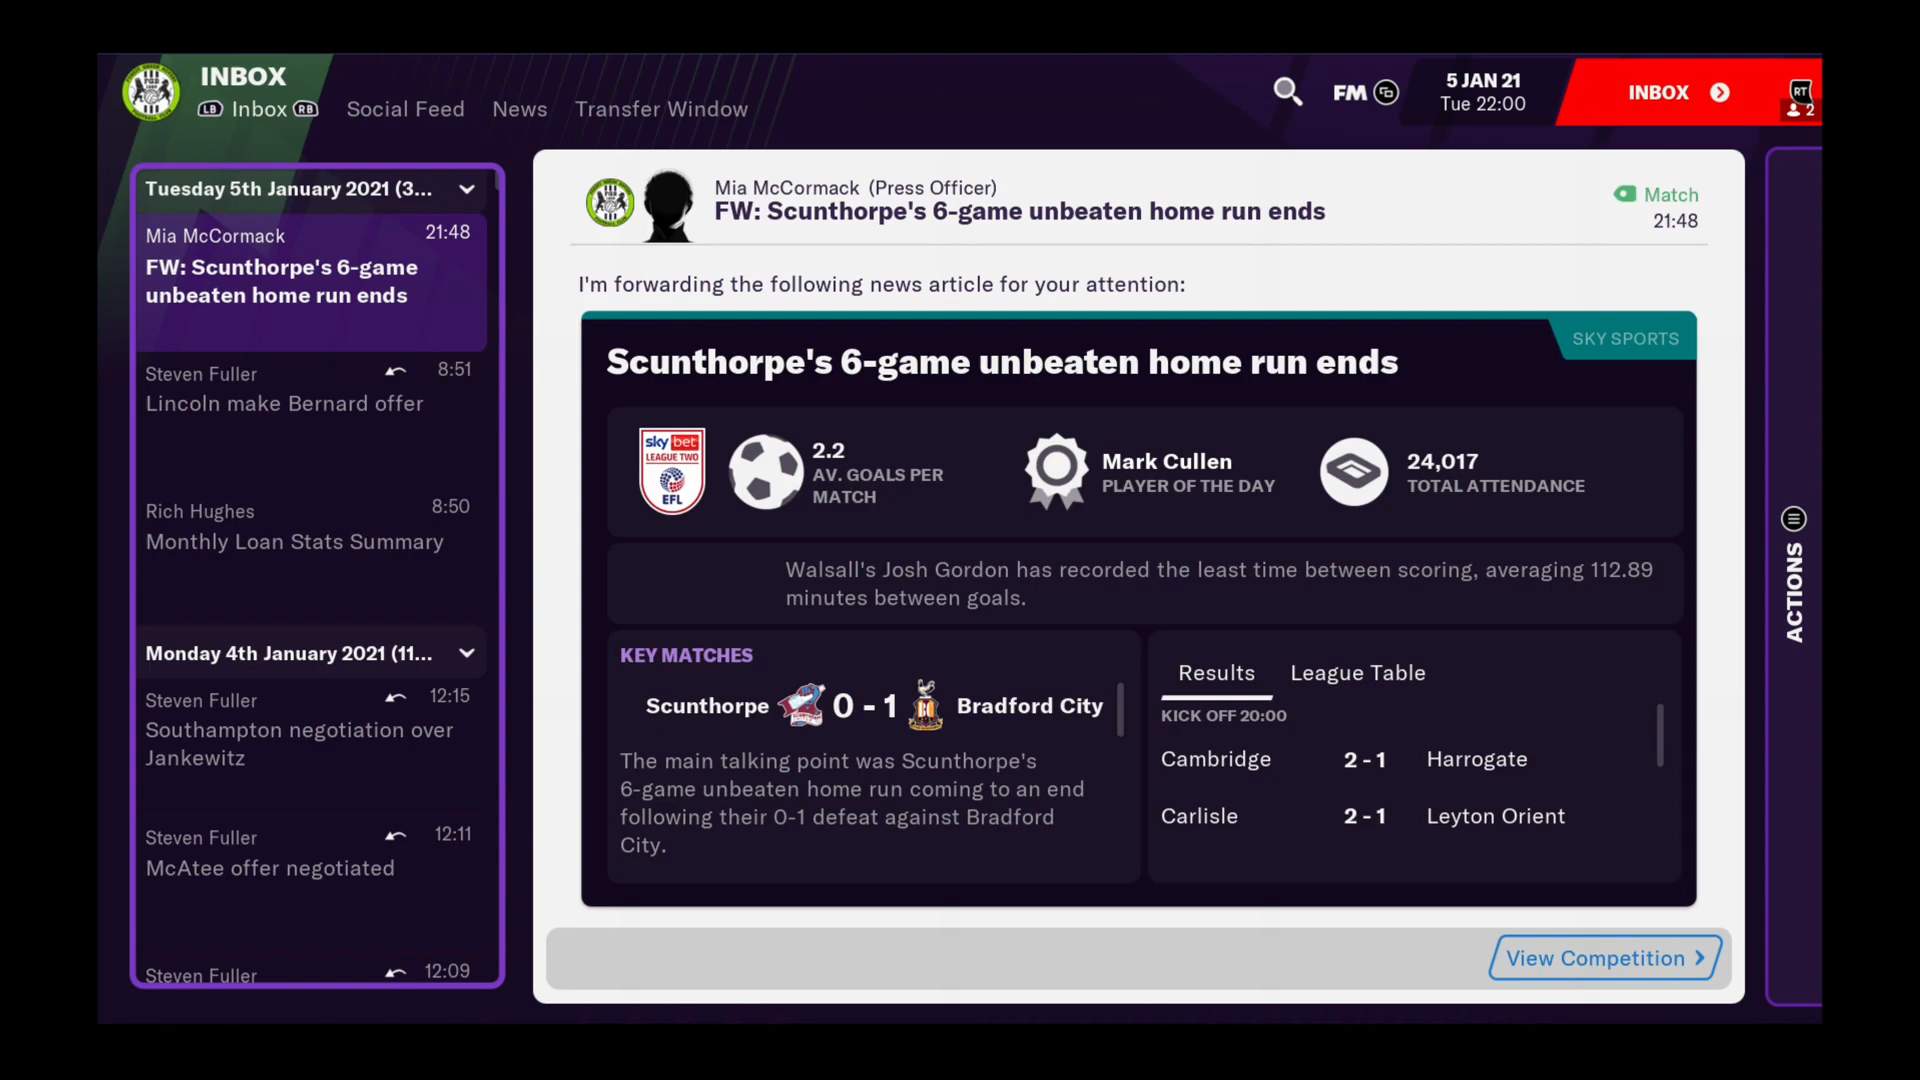 INBOX
LB Inbox RB
Social Feed
News
Transfer Window
FM
5 JAN 21
Tue 22:00
INBOX
RT
2
Tuesday 5th January 2021 (3...
Mia McCormack 21:48
FW: Scunthorpe's 6-game
unbeaten home run ends
Steven Fuller 8:51
Lincoln make Bernard offer
Rich Hughes 8:50
Monthly Loan Stats Summary
Monday 4th January 2021 (11...
Steven Fuller 12:15
Southampton negotiation over
Jankewitz
Steven Fuller 12:11
McAtee offer negotiated
Steven Fuller 12:09
Mia McCormack (Press Officer)
FW: Scunthorpe's 6-game unbeaten home run ends
Match
21:48
I'm forwarding the following news article for your attention:
SKY SPORTS
Scunthorpe's 6-game unbeaten home run ends
sky bet
LEAGUE TWO
EFL
2.2
AV. GOALS PER
MATCH
Mark Cullen
PLAYER OF THE DAY
24,017
TOTAL ATTENDANCE
Walsall's Josh Gordon has recorded the least time between scoring, averaging 112.89
minutes between goals.
KEY MATCHES
Scunthorpe 0 - 1 Bradford City
The main talking point was Scunthorpe's
6-game unbeaten home run coming to an end
following their 0-1 defeat against Bradford
City.
Results League Table
KICK OFF 20:00
Cambridge 2 - 1 Harrogate
Carlisle 2 - 1 Leyton Orient
View Competition
ACTIONS